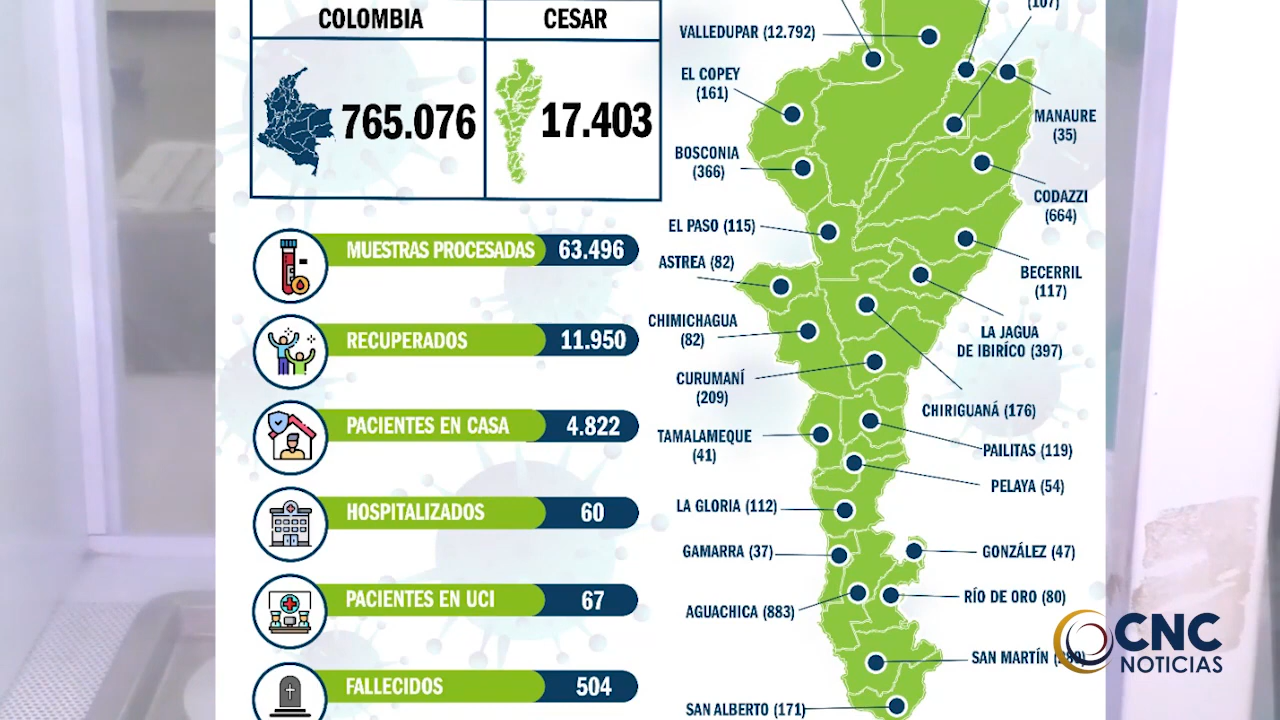 COLOMBIA
CESAR
765.076
17.403
MUESTRAS PROCESADAS 63.496
RECUPERADOS 11.950
PACIENTES EN CASA 4.822
HOSPITALIZADOS 60
PACIENTES EN UCI 67
FALLECIDOS 504
(107)
VALLEDUPAR (12.792)
EL COPEY
(161)
MANAURE
(35)
BOSCONIA
(366)
CODAZZI
(664)
EL PASO (115)
ASTREA (82)
BECERRIL
(117)
CHIMICHAGUA
(82)
LA JAGUA
DE IBIRÍCO (397)
CURUMANÍ
(209)
CHIRIGUANÁ (176)
TAMALAMEQUE
(41)
PAILITAS (119)
PELAYA (54)
LA GLORIA (112)
GAMARRA (37)
GONZÁLEZ (47)
AGUACHICA (883)
RÍO DE ORO (80)
SAN MARTÍN
SAN ALBERTO (171)
CNC
NOTICIAS